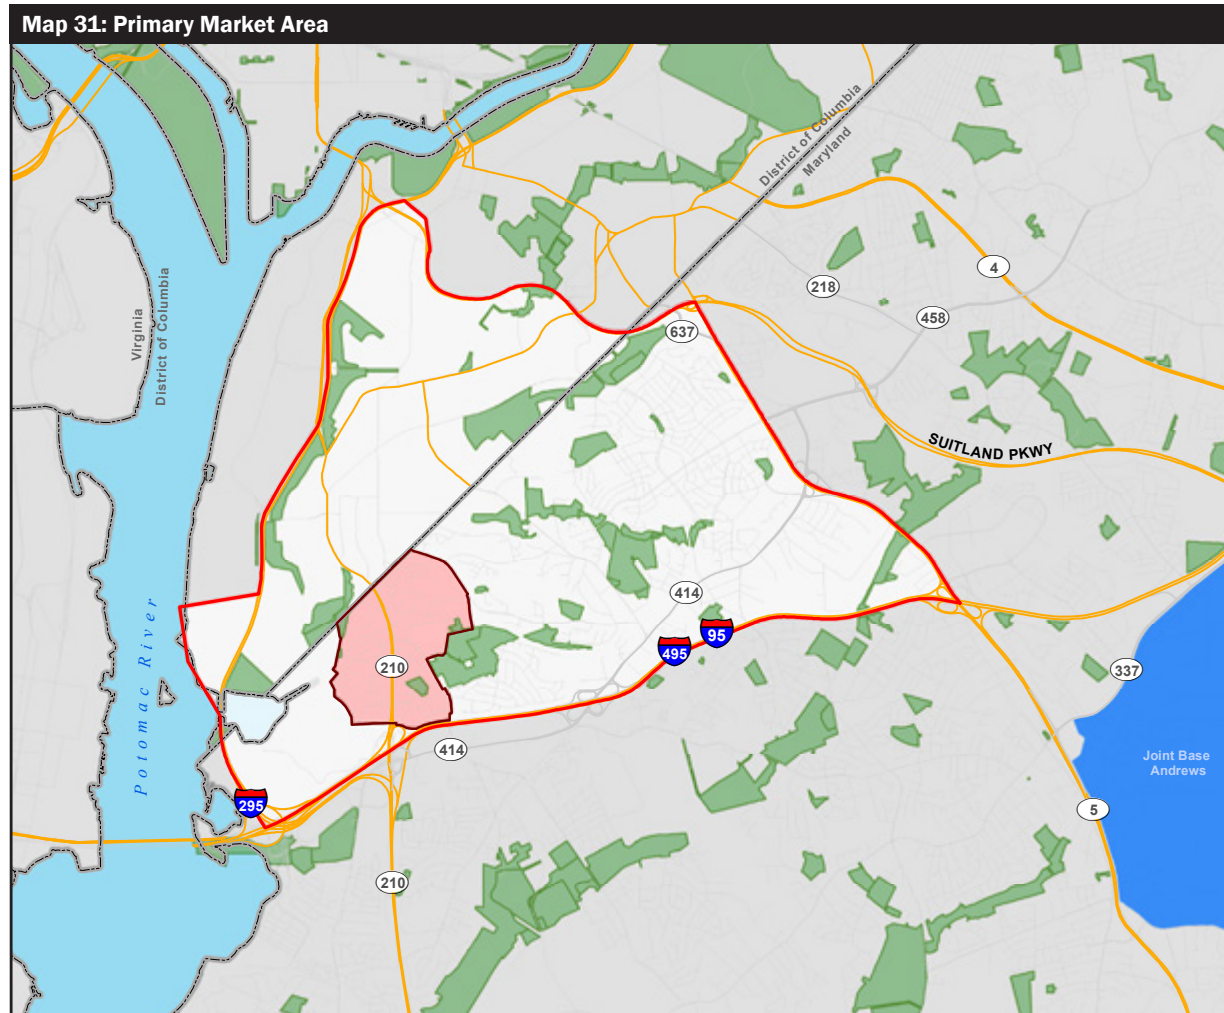 Map 31: Primary Market Area
District of Columbia
Maryland
4
218
458
637
Virginia
District of Columbia
SUITLAND PKWY
414
95
495
210
337
Potomac River
414
Joint Base
Andrews
295
5
210